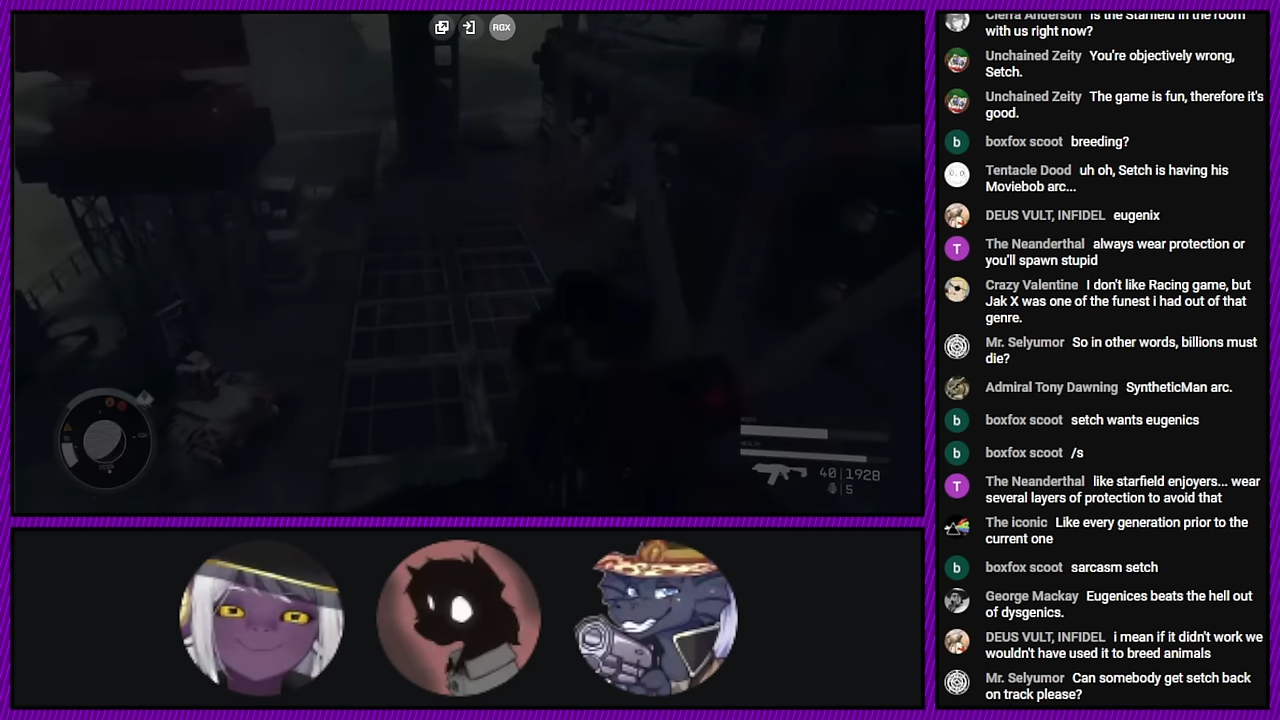 RGX
40|1928
5
Cierra Anderson Is the Starfield in the room
with us right now?
Unchained Zeity You're objectively wrong,
Setch.
Unchained Zeity The game is fun, therefore it's
good.
b
boxfox scoot breeding?
Tentacle Dood uh oh, Setch is having his
Moviebob arc...
DEUS VULT, INFIDEL eugenix
T
The Neanderthal always wear protection or
you'll spawn stupid
Crazy Valentine I don't like Racing game, but
Jak X was one of the funest i had out of that
genre.
Mr. Selyumor So in other words, billions must
die?
Admiral Tony Dawning SyntheticMan arc.
b
boxfox scoot setch wants eugenics
b
boxfox scoot /s
T
The Neanderthal like starfield enjoyers... wear
several layers of protection to avoid that
The iconic Like every generation prior to the
current one
b
boxfox scoot sarcasm setch
George Mackay Eugenices beats the hell out
of dysgenics.
DEUS VULT, INFIDEL i mean if it didn't work we
wouldn't have used it to breed animals
Mr. Selyumor Can somebody get setch back
on track please?